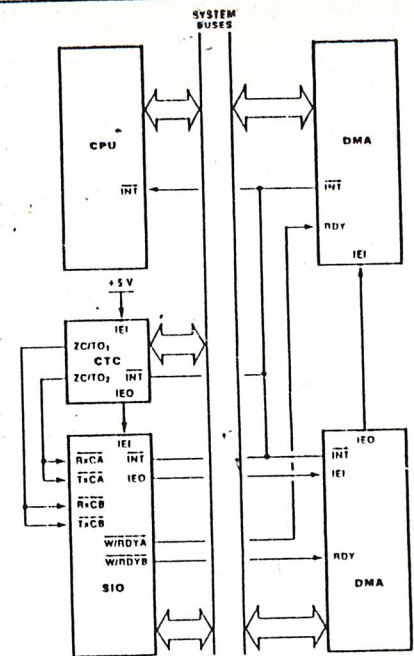 SYSTEM
BUSES
CPU
INT
DMA
INT
RDY
IEI
+5V
IEI
ZC/TO1
CTC
ZC/TO2
INT
IEO
IEI
RxCA
INT
TxCA
IEO
RxCB
TxCB
W/RDYA
W/RDYB
SIO
IEO
INT
IEI
RDY
DMA